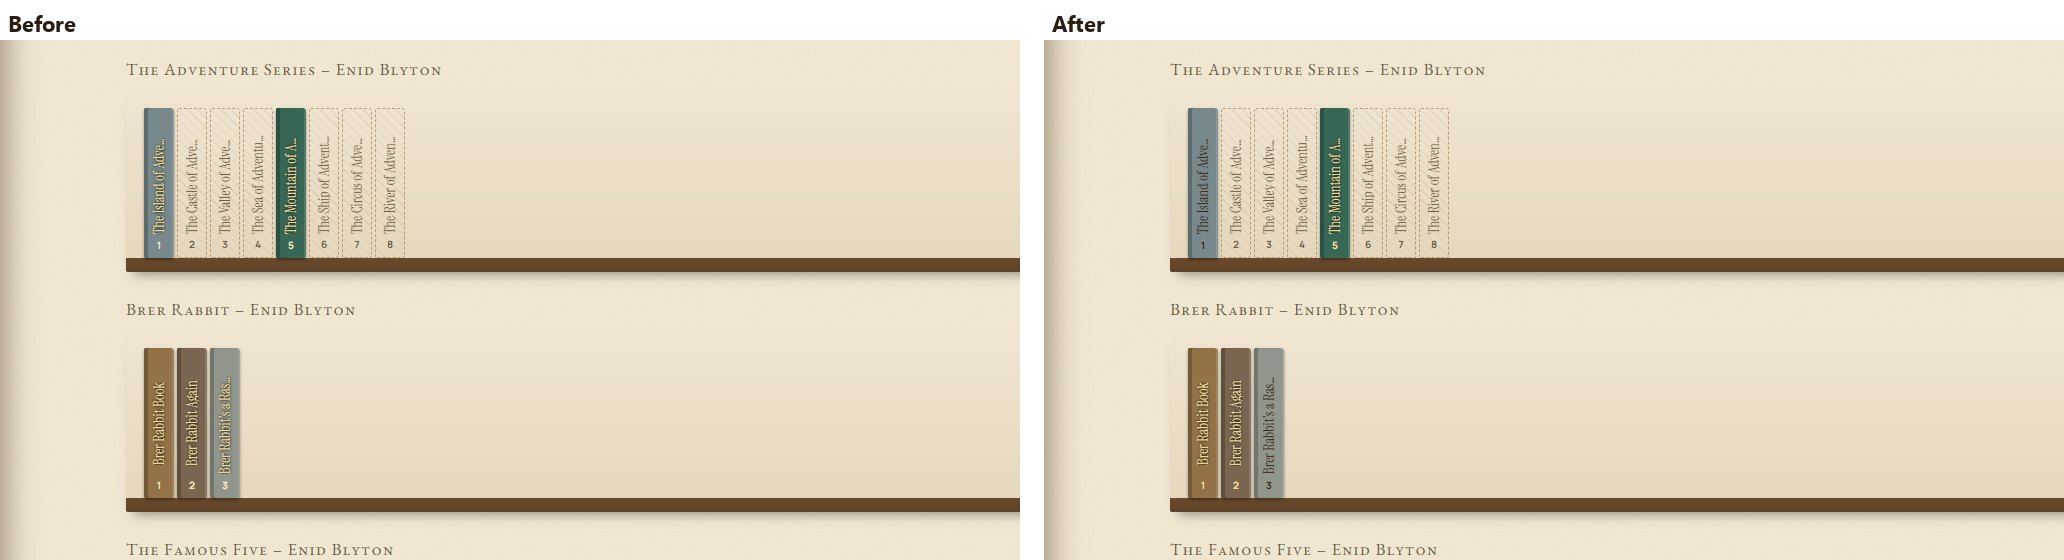 Before
THE ADVENTURE SERIES – ENID BLYTON
The Island of Adve...
1
The Castle of Adve...
2
The Valley of Adve...
3
The Sea of Adventu...
4
The Mountain of A...
5
The Ship of Advent...
6
The Circus of Adve...
7
The River of Adven...
8
BRER RABBIT – ENID BLYTON
Brer Rabbit Book
1
Brer Rabbit Again
2
Brer Rabbit's a Ras...
3
THE FAMOUS FIVE – ENID BLYTON
After
THE ADVENTURE SERIES – ENID BLYTON
The Island of Adve...
1
The Castle of Adve...
2
The Valley of Adve...
3
The Sea of Adventu...
4
The Mountain of A...
5
The Ship of Advent...
6
The Circus of Adve...
7
The River of Adven...
8
BRER RABBIT – ENID BLYTON
Brer Rabbit Book
1
Brer Rabbit Again
2
Brer Rabbit's a Ras...
3
THE FAMOUS FIVE – ENID BLYTON